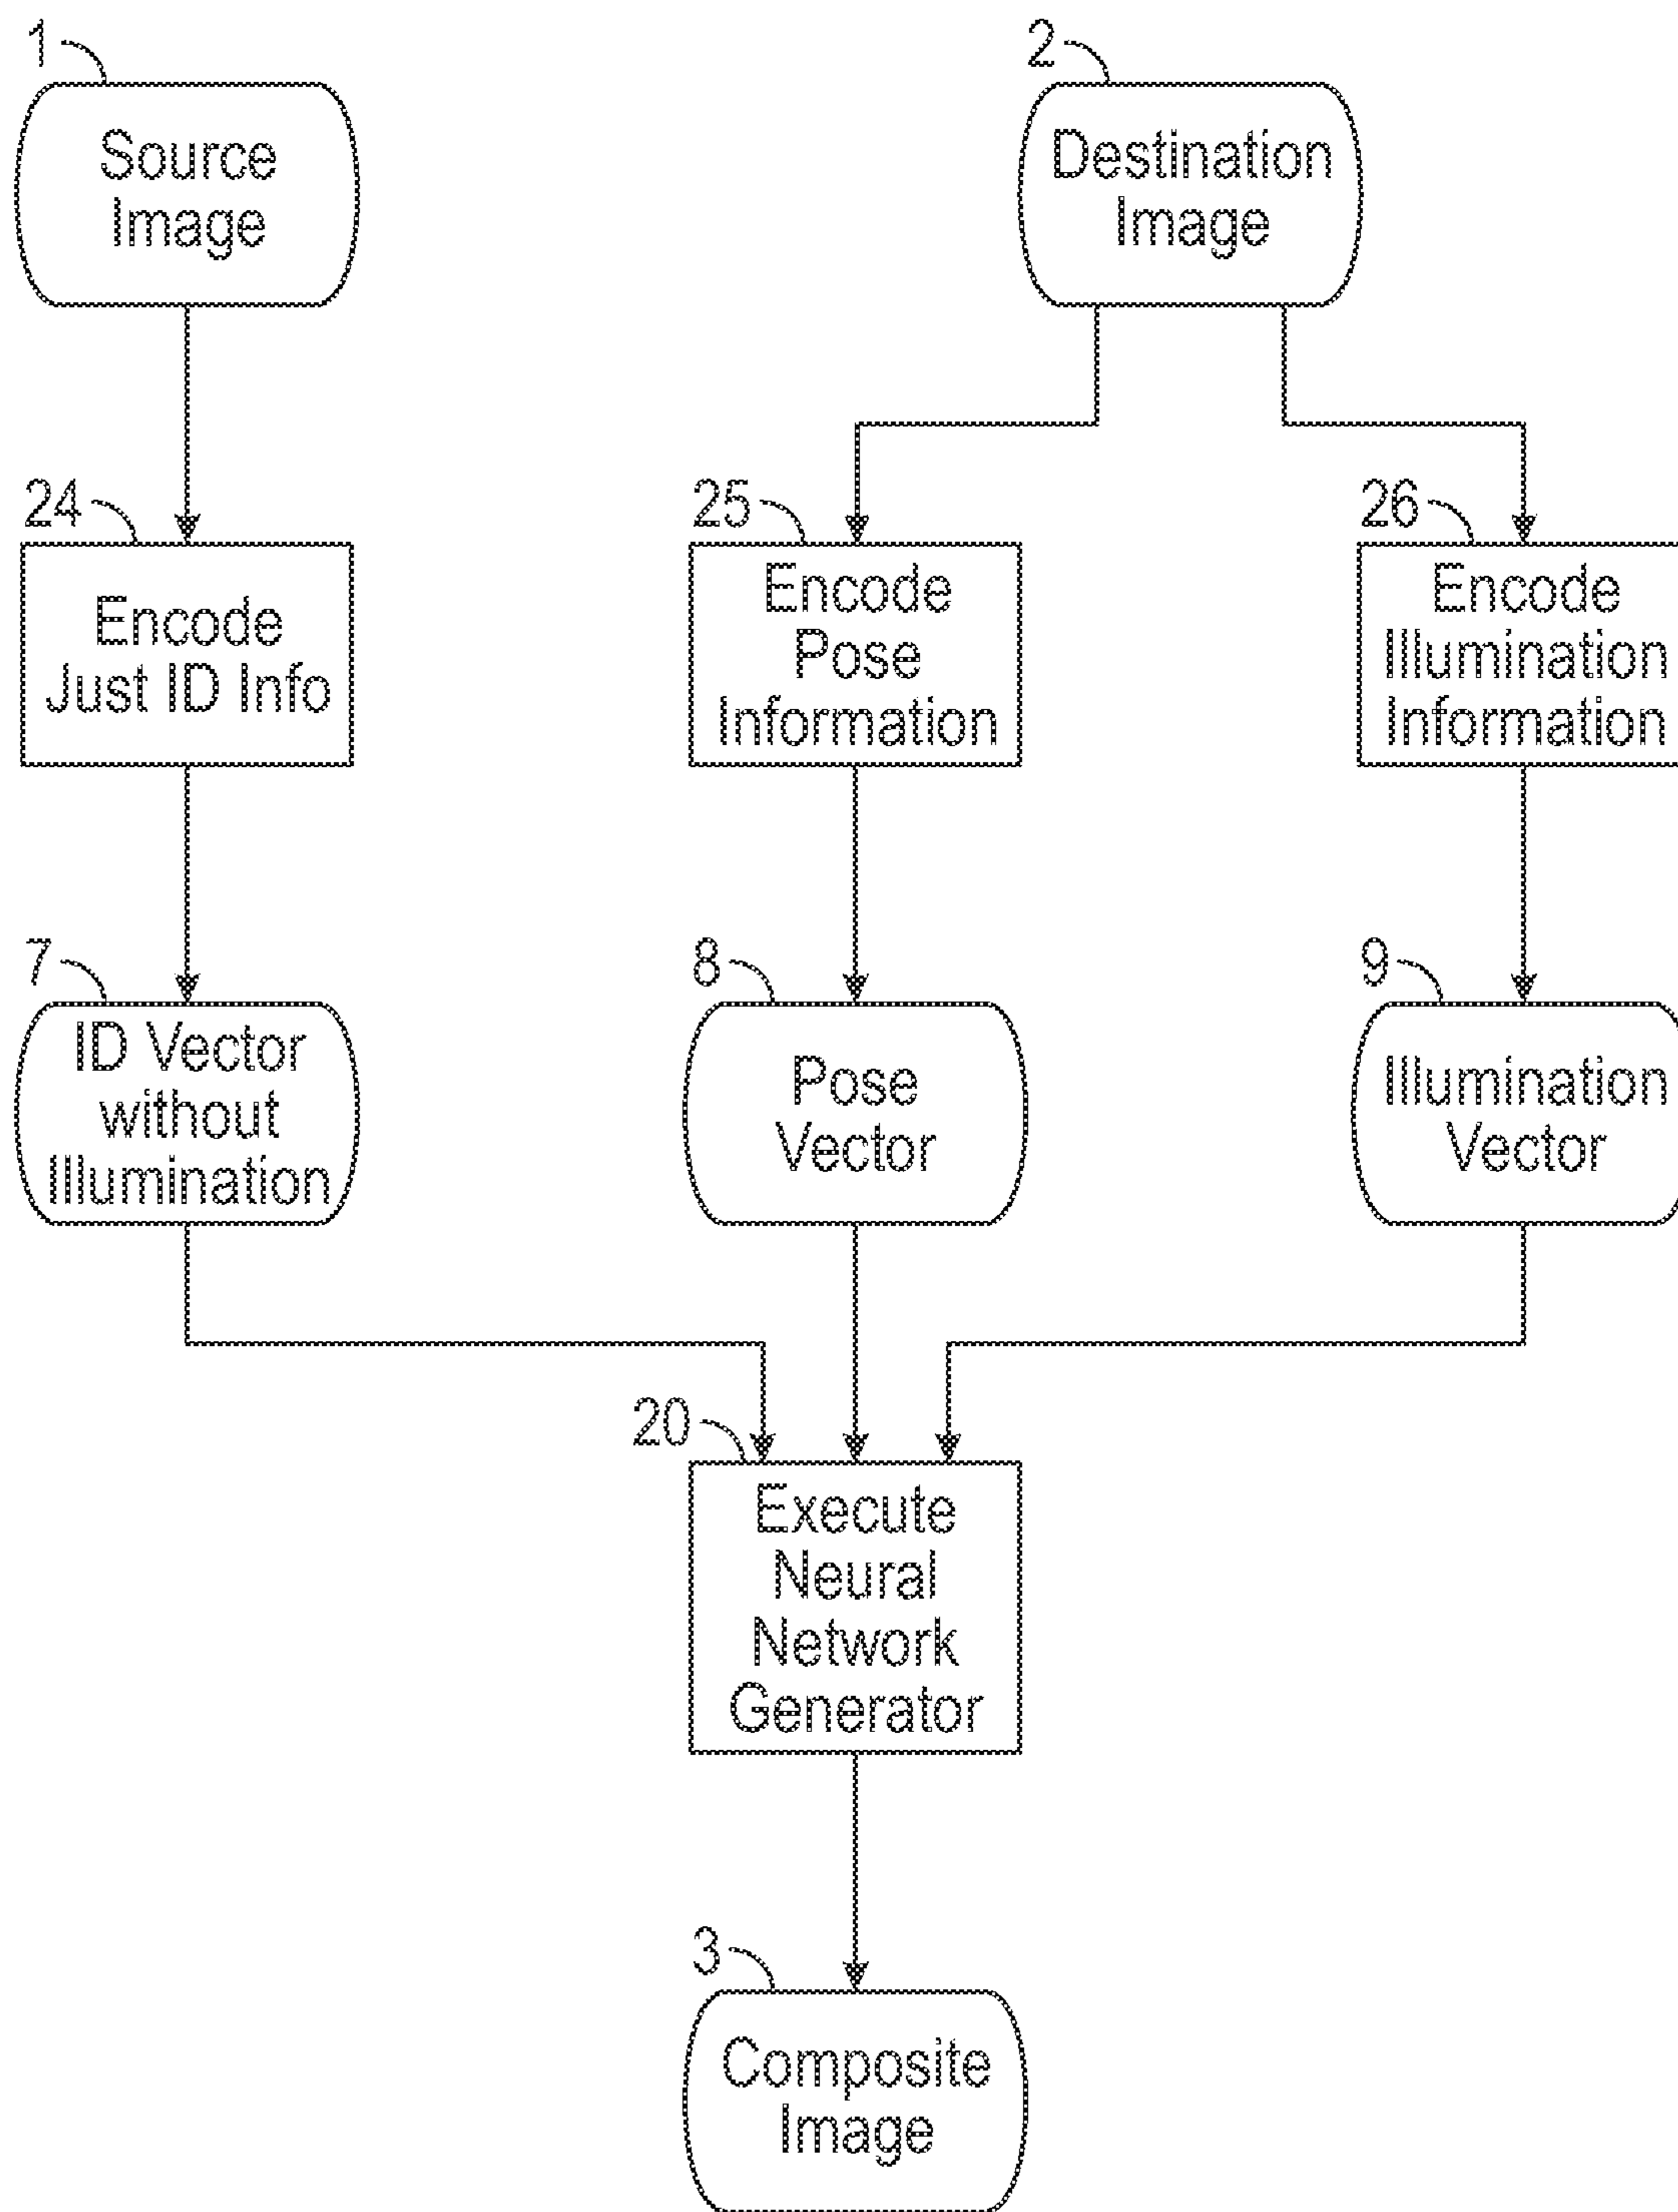 1
2
Source
Image
Destination
Image
24
25
26
Encode
Just ID Info
Encode
Pose
Information
Encode
Illumination
Information
7
8
9
ID Vector
without
Illumination
Pose
Vector
Illumination
Vector
20
Execute
Neural
Network
Generator
3
Composite
Image